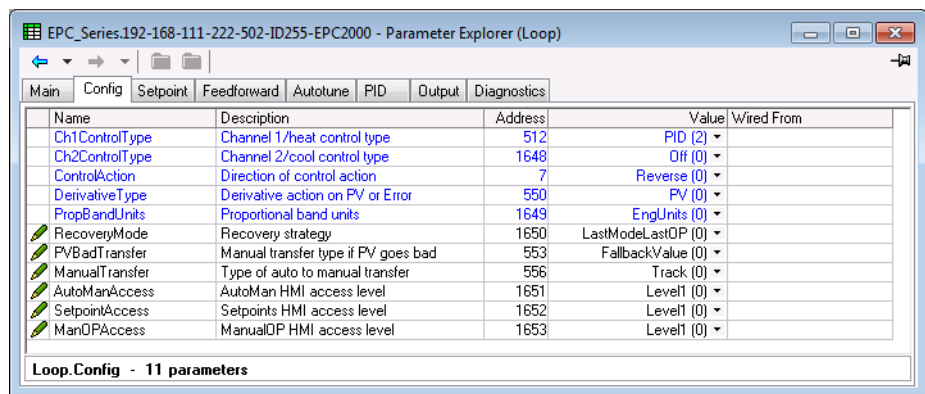 EPC_Series.192-168-111-222-502-ID255-EPC2000 - Parameter Explorer (Loop)
Main Config Setpoint Feedforward Autotune PID Output Diagnostics
Name Description Address Value Wired From
Ch1ControlType Channel 1/heat control type 512 PID (2)
Ch2ControlType Channel 2/cool control type 1648 Off (0)
ControlAction Direction of control action 7 Reverse (0)
DerivativeType Derivative action on PV or Error 550 PV (0)
PropBandUnits Proportional band units 1649 EngUnits (0)
RecoveryMode Recovery strategy 1650 LastModeLastOP (0)
PVBadTransfer Manual transfer type if PV goes bad 553 FallbackValue (0)
ManualTransfer Type of auto to manual transfer 556 Track (0)
AutoManAccess AutoMan HMI access level 1651 Level1 (0)
SetpointAccess Setpoints HMI access level 1652 Level1 (0)
ManOPAccess ManualOP HMI access level 1653 Level1 (0)
Loop.Config - 11 parameters